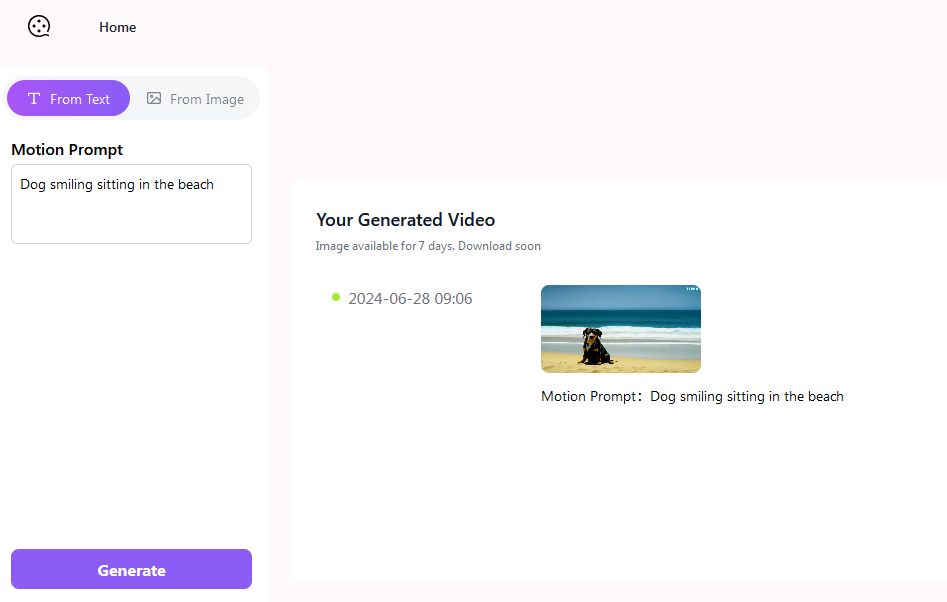 Home
From Text
From Image
Motion Prompt
Dog smiling sitting in the beach
Your Generated Video
Image available for 7 days. Download soon
2024-06-28 09:06
Motion Prompt：Dog smiling sitting in the beach
Generate